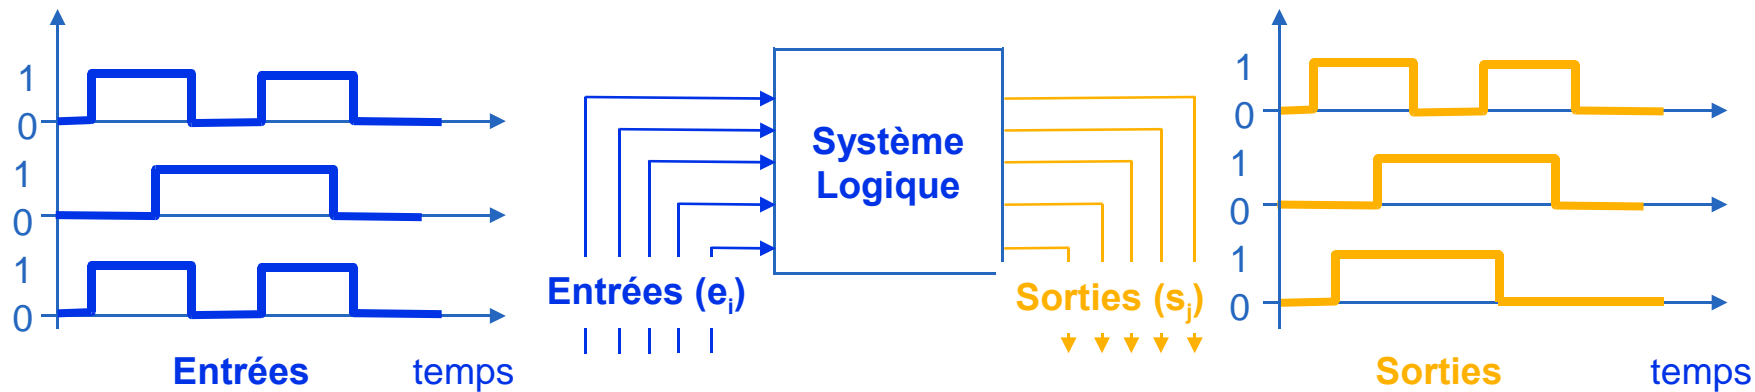 1
0
1
0
1
0
Entrées temps
Système
Logique
Entrées (ei)
Sorties (sj)
1
0
1
0
1
0
Sorties temps